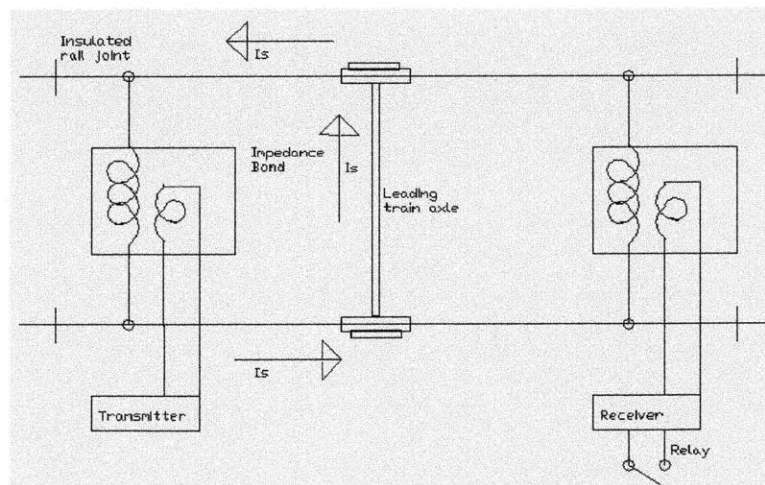 Insulated
rail joint
Is
Impedance
Bond
Is
Leading
train axle
Is
Transmitter
Receiver
Relay